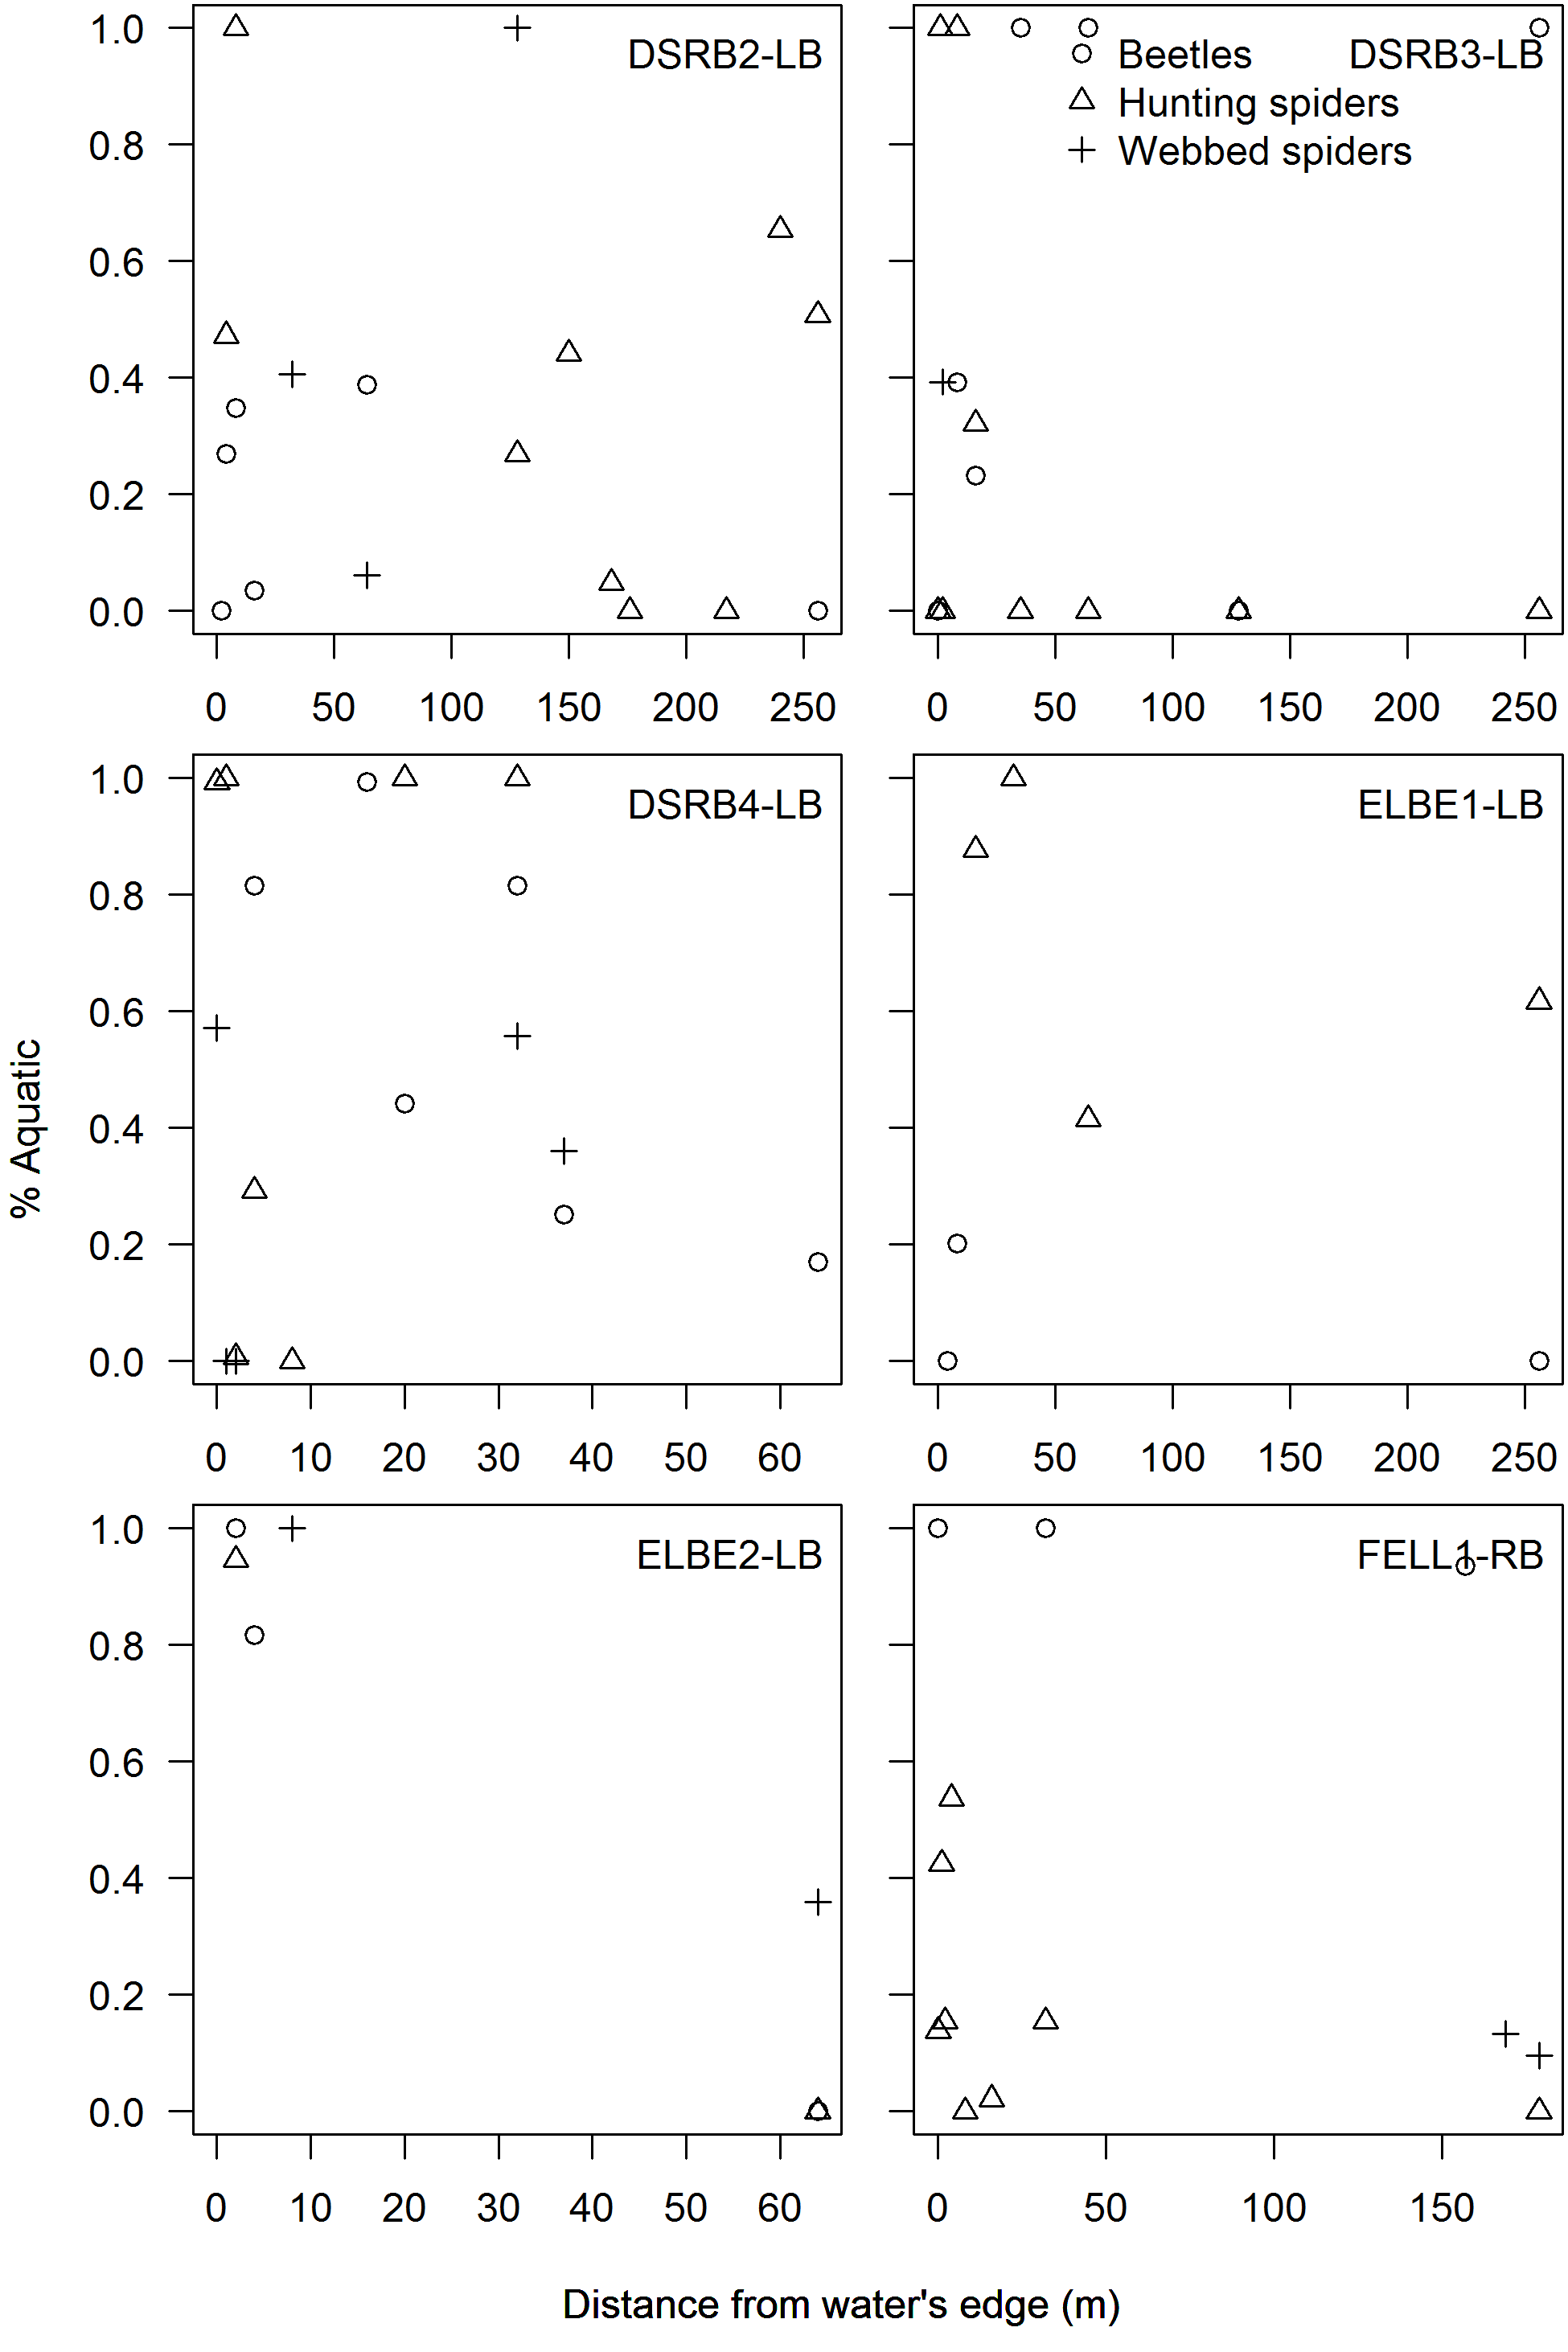 1.0
0.8
0.6
0.4
0.2
0.0
DSRB2-LB
0 50 100 150 200 250
DSRB3-LB
Beetles
Hunting spiders
Webbed spiders
0 50 100 150 200 250
% Aquatic
1.0
0.8
0.6
0.4
0.2
0.0
DSRB4-LB
0 10 20 30 40 50 60
ELBE1-LB
0 50 100 150 200 250
1.0
0.8
0.6
0.4
0.2
0.0
ELBE2-LB
0 10 20 30 40 50 60
FELL1-RB
0 50 100 150
Distance from water's edge (m)